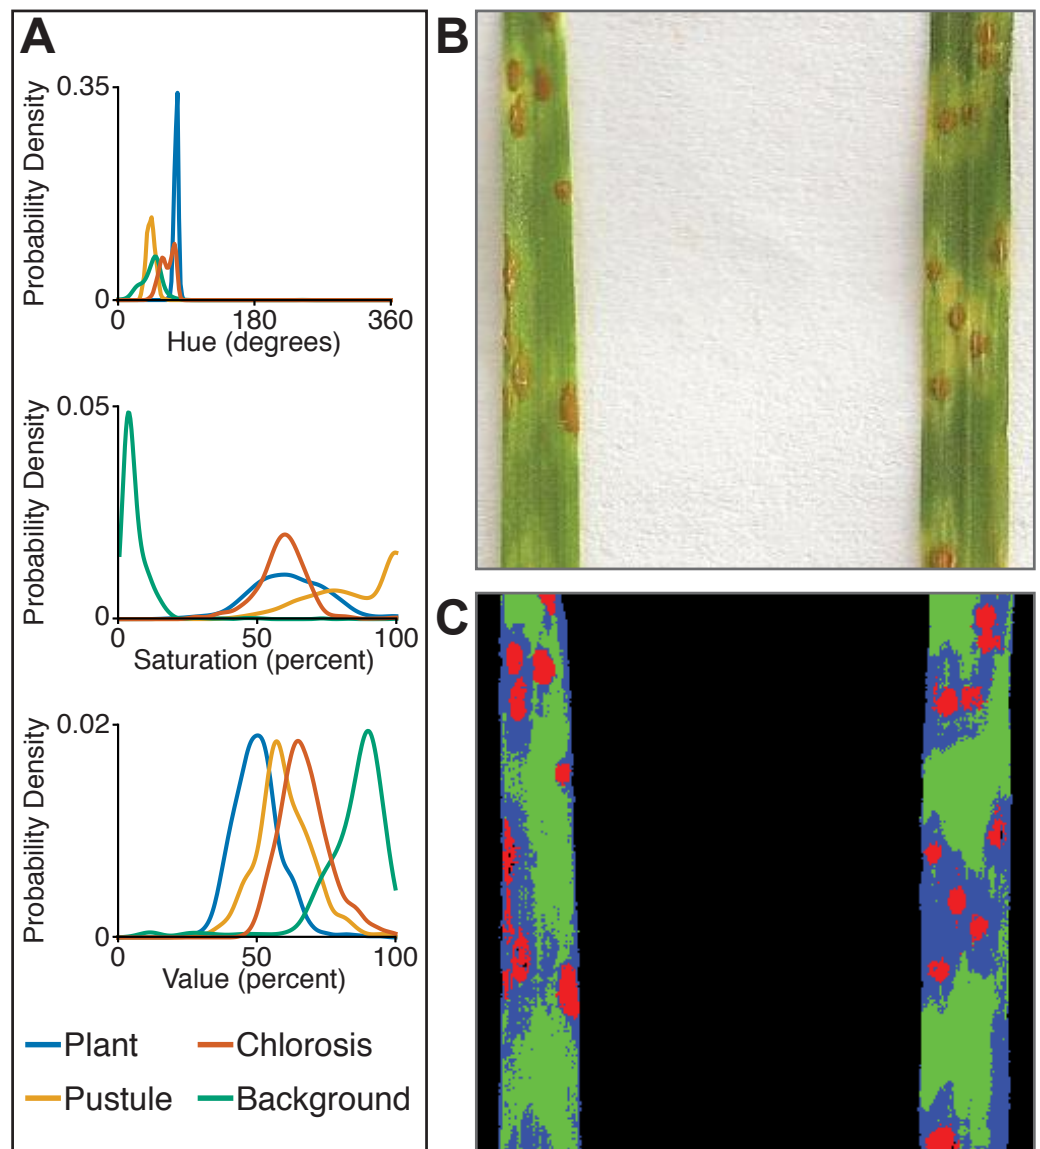 A
Probability Density
0.35
0
0
180
360
Hue (degrees)
Probability Density
0.05
0
0
50
100
Saturation (percent)
Probability Density
0.02
0
0
50
100
Value (percent)
Plant
Chlorosis
Pustule
Background
B
C